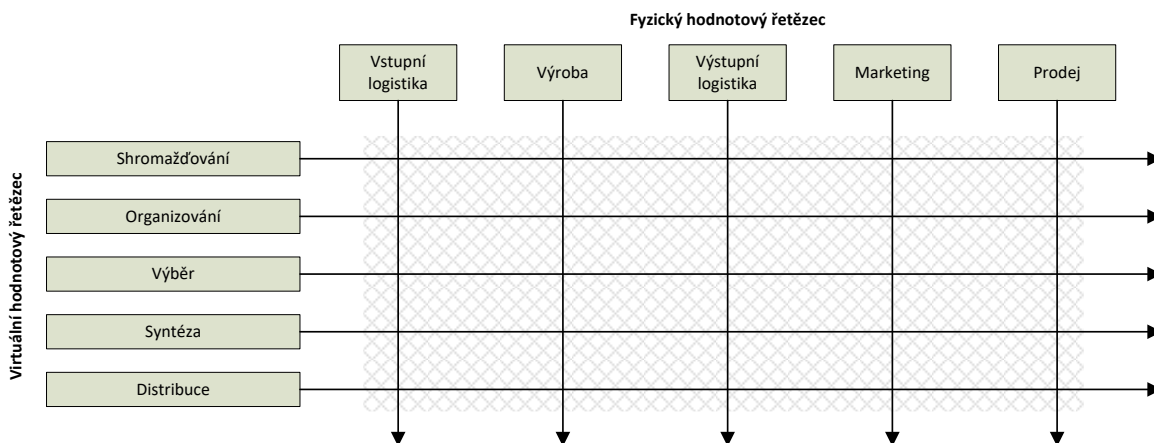 Fyzický hodnotový řetězec
Vstupní
logistika
Výroba
Výstupní
logistika
Marketing
Prodej
Virtuální hodnotový řetězec
Shromažďování
Organizování
Výběr
Syntéza
Distribuce